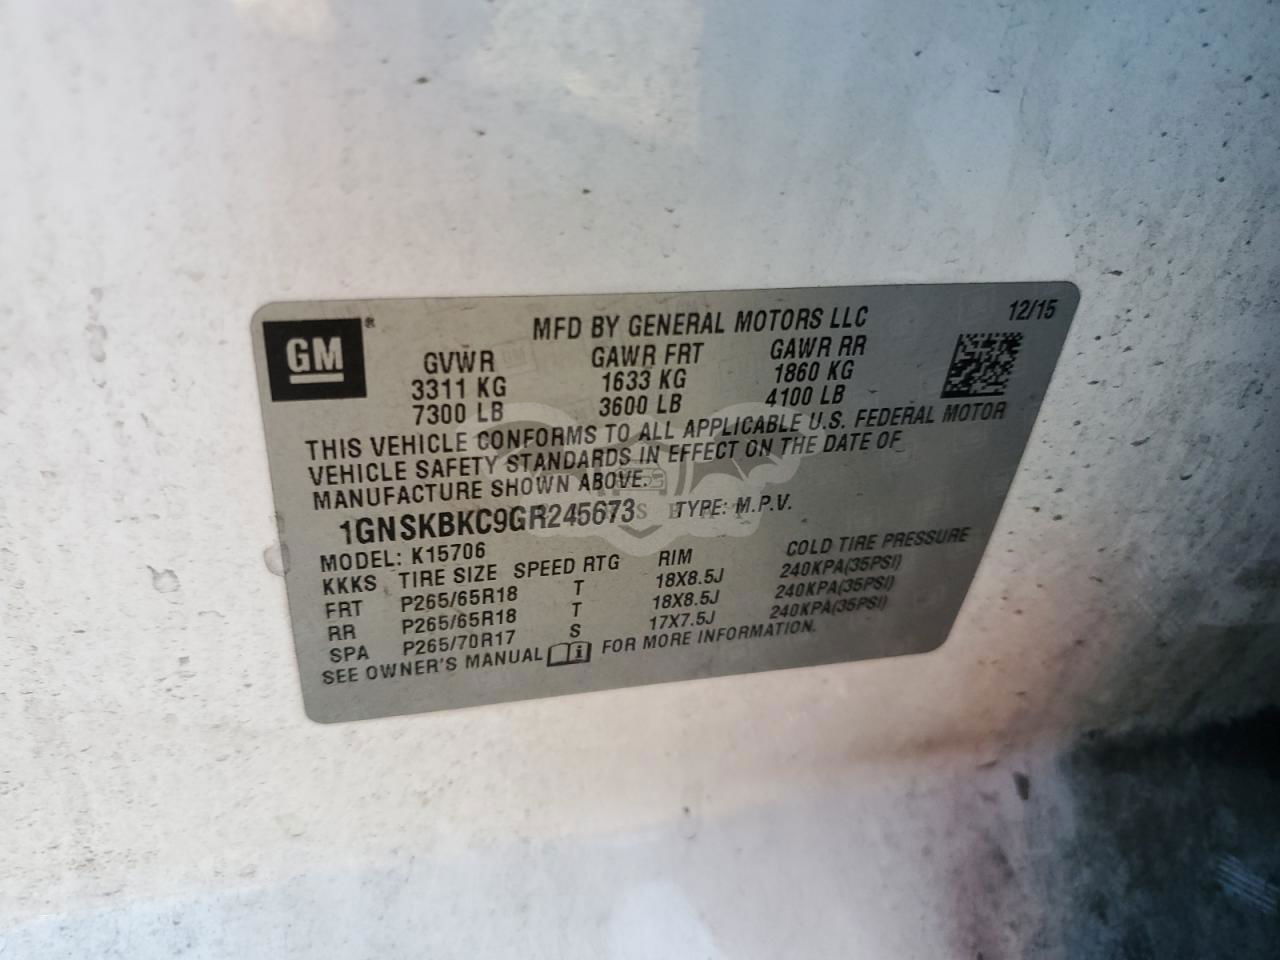 GM®
MFD BY GENERAL MOTORS LLC
12/15
GVWR GAWR FRT GAWR RR
3311 KG 1633 KG 1860 KG
7300 LB 3600 LB 4100 LB
THIS VEHICLE CONFORMS TO ALL APPLICABLE U.S. FEDERAL MOTOR
VEHICLE SAFETY STANDARDS IN EFFECT ON THE DATE OF
MANUFACTURE SHOWN ABOVE.
1GNSKBKC9GR245673 TYPE: M.P.V.
MODEL: K15706
KKKS TIRE SIZE SPEED RTG RIM COLD TIRE PRESSURE
FRT P265/65R18 T 18X8.5J 240KPA(35PSI)
RR P265/65R18 T 18X8.5J 240KPA(35PSI)
SPA P265/70R17 S 17X7.5J 240KPA(35PSI)
SEE OWNER'S MANUAL FOR MORE INFORMATION.